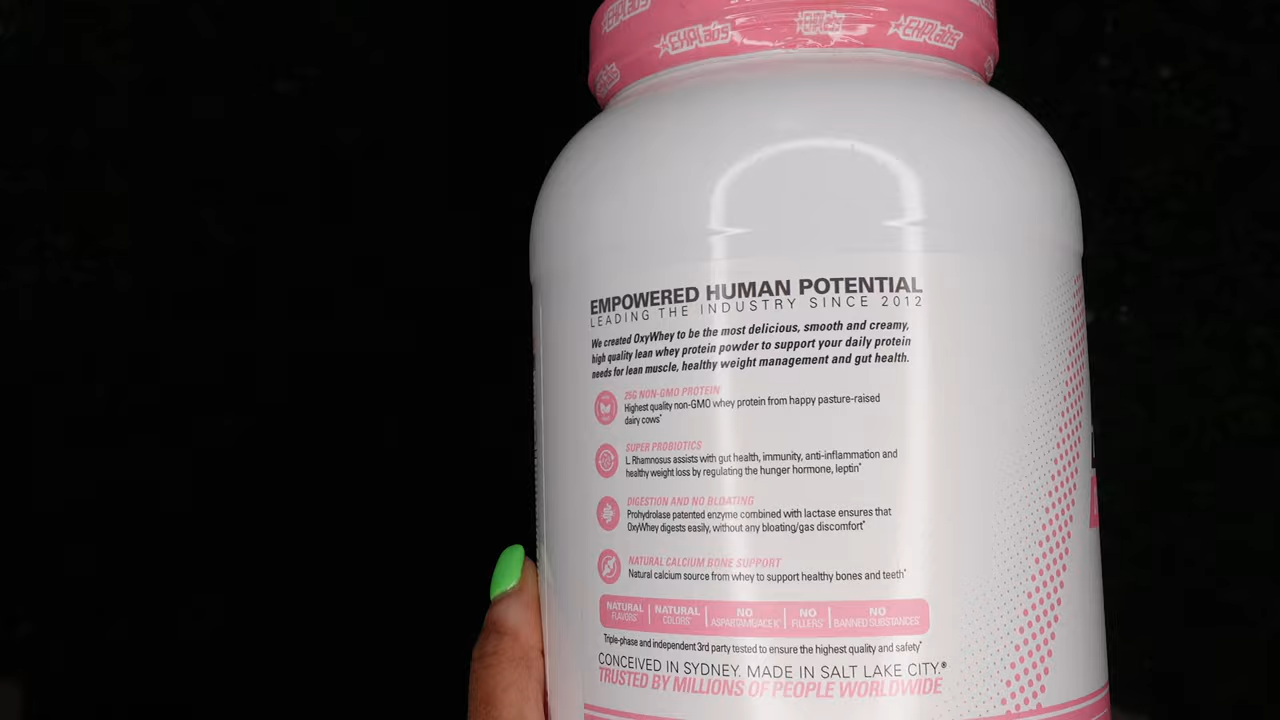 EHPlabs EHPlabs EHPlabs EHPlabs
EMPOWERED HUMAN POTENTIAL
LEADING THE INDUSTRY SINCE 2012
We created OxyWhey to be the most delicious, smooth and creamy,
high quality lean whey protein powder to support your daily protein
needs for lean muscle, healthy weight management and gut health.
25G NON-GMO PROTEIN
Highest quality non-GMO whey protein from happy pasture-raised
dairy cows*
SUPER PROBIOTICS
L. Rhamnosus assists with gut health, immunity, anti-inflammation and
healthy weight loss by regulating the hunger hormone, leptin*
DIGESTION AND NO BLOATING
Prohydrolase patented enzyme combined with lactase ensures that
OxyWhey digests easily, without any bloating/gas discomfort*
NATURAL CALCIUM BONE SUPPORT
Natural calcium source from whey to support healthy bones and teeth*
NATURAL NATURAL NO NO NO
FLAVORS* COLORS* ASPARTAME/ACEK* FILLERS* BANNED SUBSTANCES*
Triple-phase and independent 3rd party tested to ensure the highest quality and safety*
CONCEIVED IN SYDNEY. MADE IN SALT LAKE CITY.®
TRUSTED BY MILLIONS OF PEOPLE WORLDWIDE